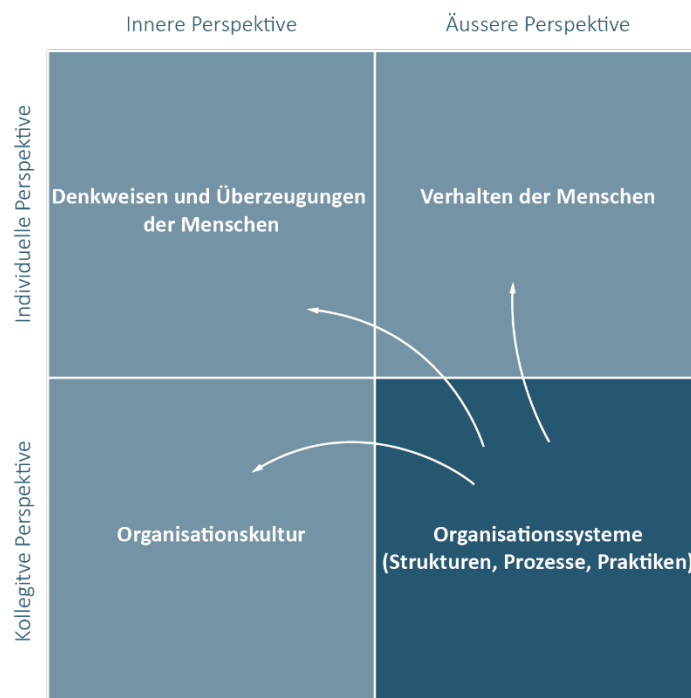 Innere Perspektive
Äussere Perspektive
Individuelle Perspektive
Denkweisen und Überzeugungen
der Menschen
Verhalten der Menschen
Kollegitve Perspektive
Organisationskultur
Organisationssysteme
(Strukturen, Prozesse, Praktiken)